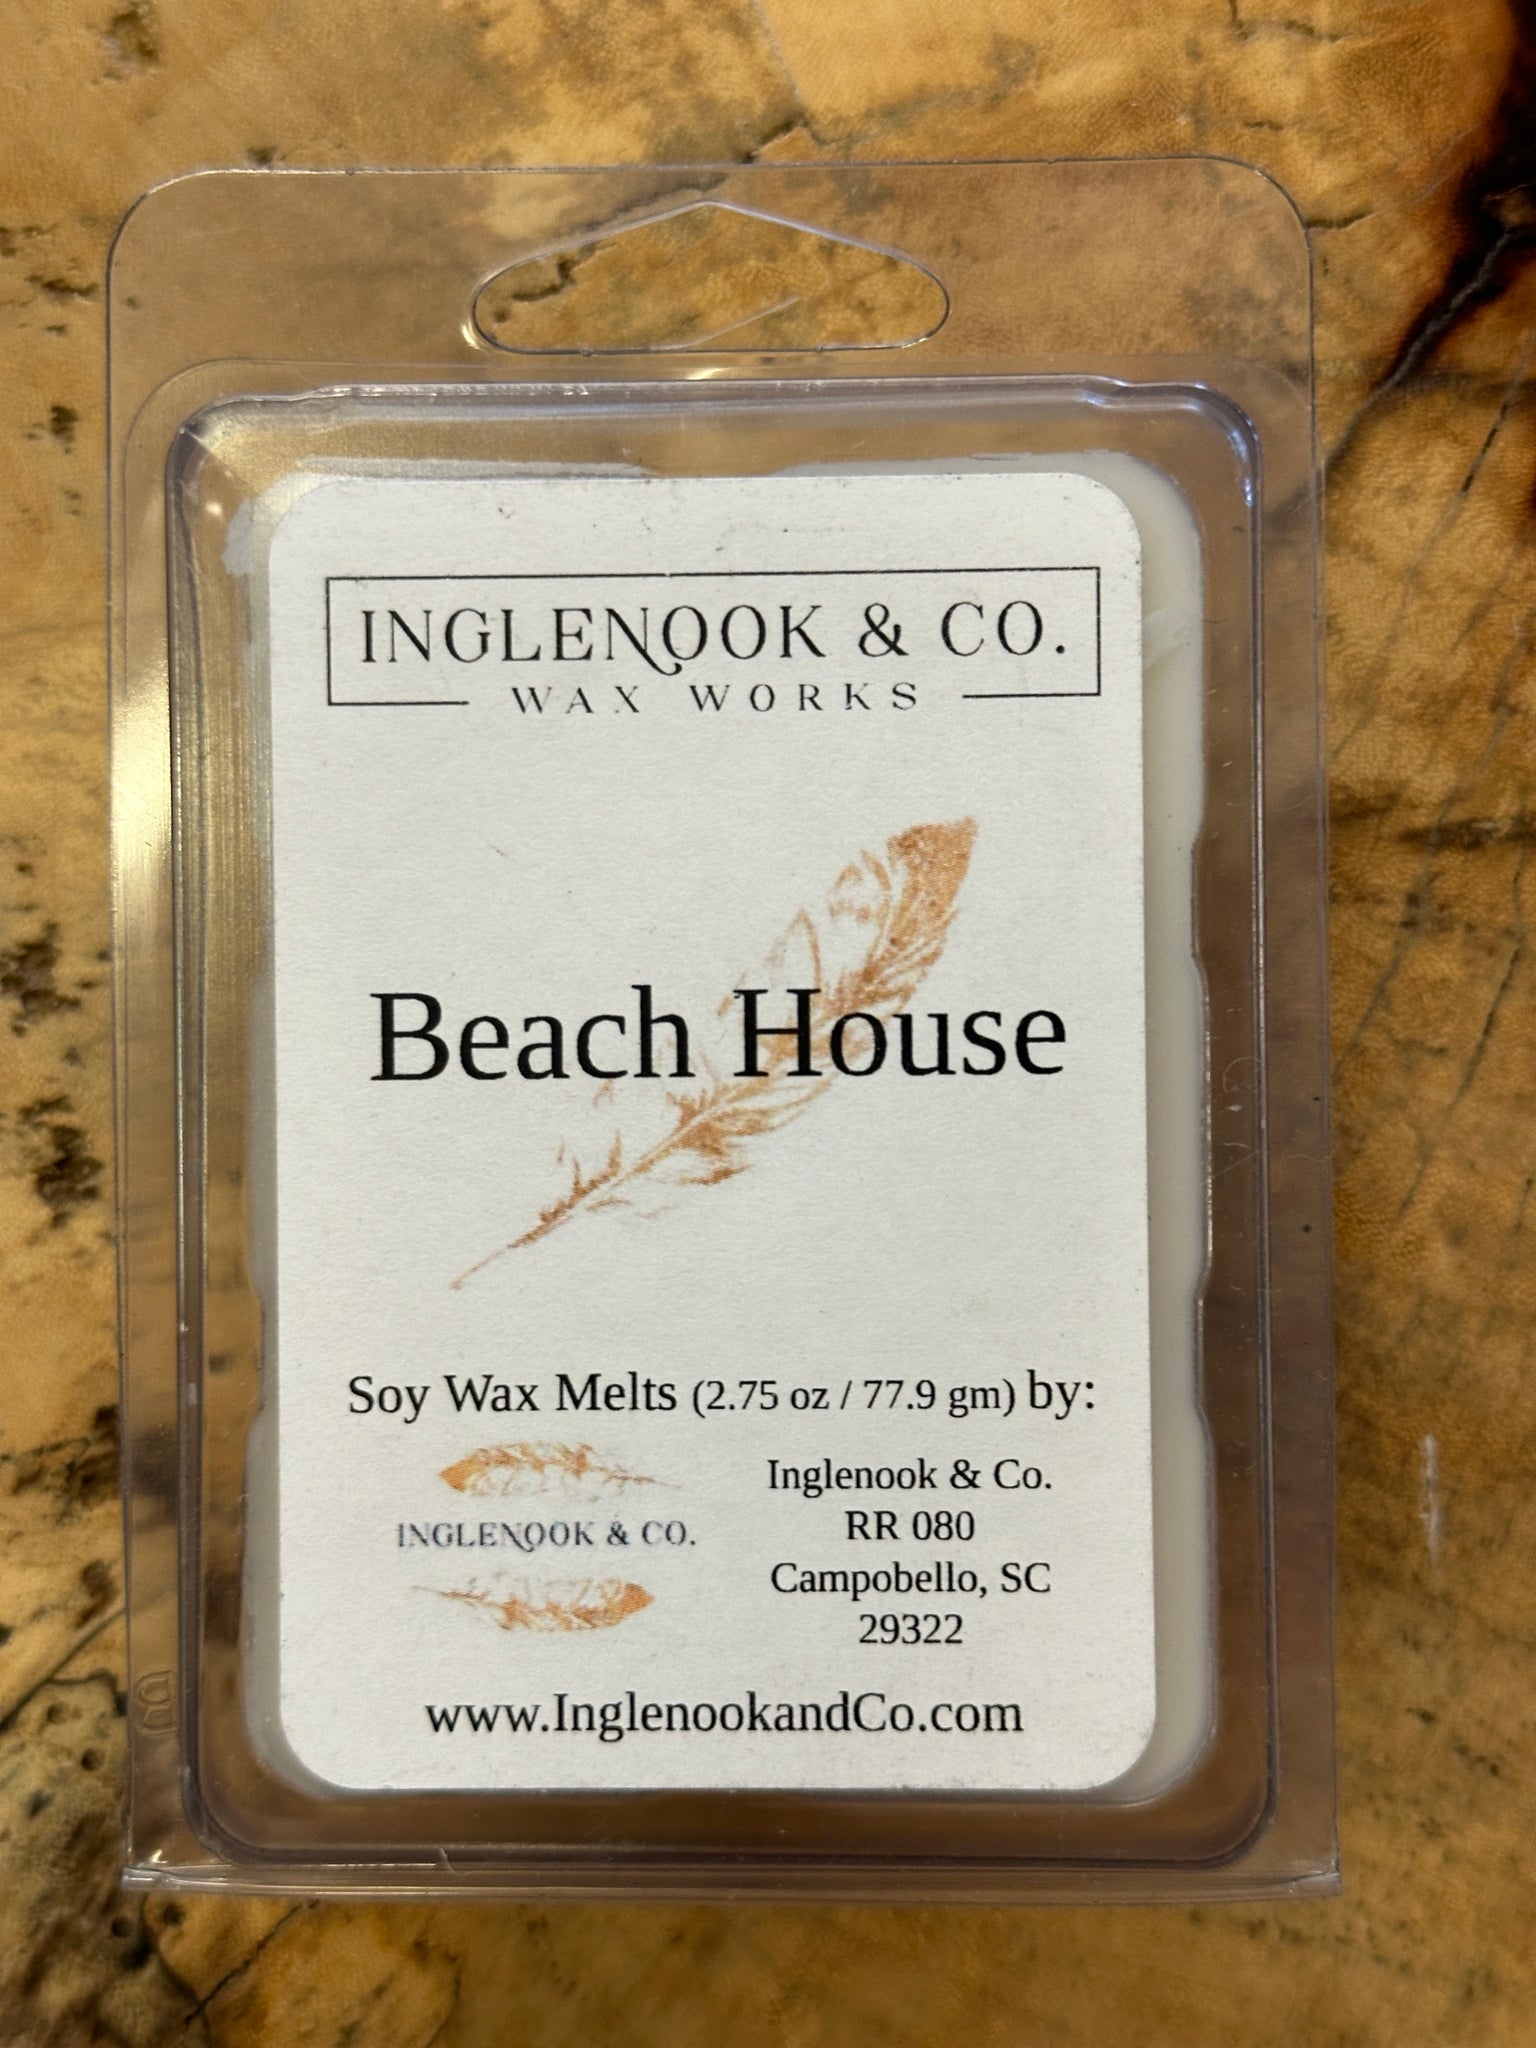 INGLENOOK & CO.
WAX WORKS
Beach House
Soy Wax Melts (2.75 oz / 77.9 gm) by:
INGLENOOK & CO.
Inglenook & Co.
RR 080
Campobello, SC
29322
www.InglenookandCo.com